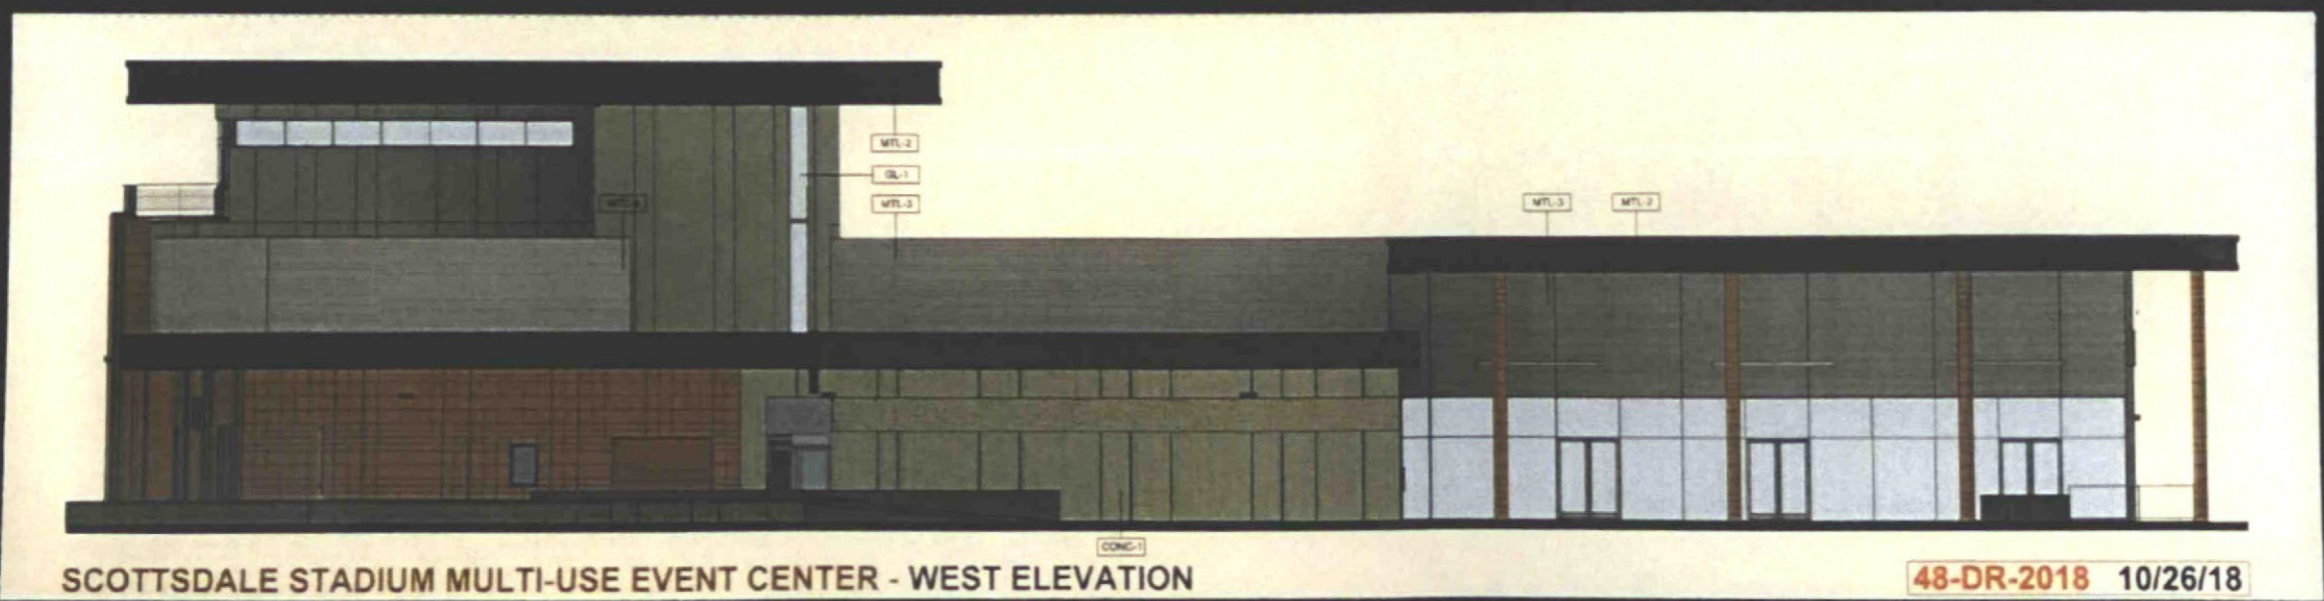 MTL-2
GL-1
MTL-3
MTL-3 MTL-2
CONC-1
SCOTTSDALE STADIUM MULTI-USE EVENT CENTER - WEST ELEVATION
48-DR-2018 10/26/18